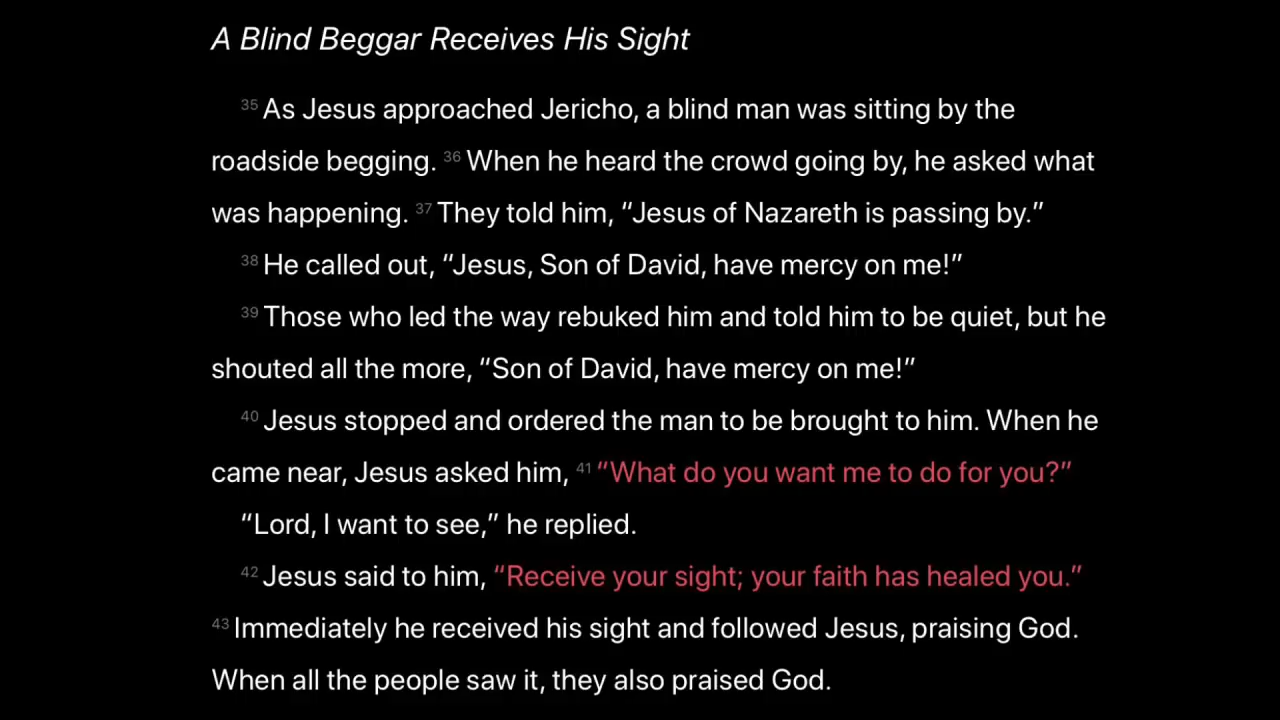 A Blind Beggar Receives His Sight
35 As Jesus approached Jericho, a blind man was sitting by the
roadside begging. 36 When he heard the crowd going by, he asked what
was happening. 37 They told him, “Jesus of Nazareth is passing by.”
38 He called out, “Jesus, Son of David, have mercy on me!”
39 Those who led the way rebuked him and told him to be quiet, but he
shouted all the more, “Son of David, have mercy on me!”
40 Jesus stopped and ordered the man to be brought to him. When he
came near, Jesus asked him, 41 “What do you want me to do for you?”
“Lord, I want to see,” he replied.
42 Jesus said to him, “Receive your sight; your faith has healed you.”
43 Immediately he received his sight and followed Jesus, praising God.
When all the people saw it, they also praised God.